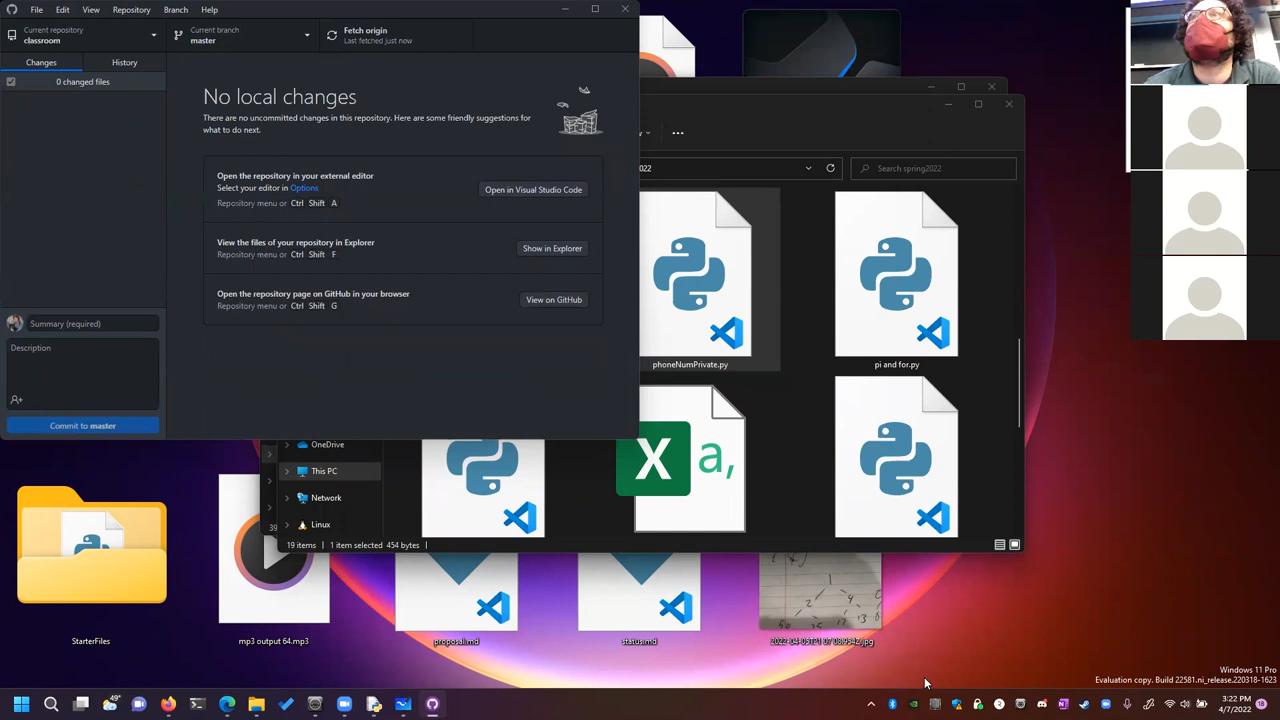 File Edit View Repository Branch Help
Current repository
classroom
Current branch
master
Fetch origin
Last fetched just now
Changes History
0 changed files
No local changes
There are no uncommitted changes in this repository. Here are some friendly suggestions for
what to do next.
Open the repository in your external editor
Select your editor in Options
Repository menu or Ctrl Shift A
Open in Visual Studio Code
View the files of your repository in Explorer
Repository menu or Ctrl Shift F
Show in Explorer
Open the repository page on GitHub in your browser
Repository menu or Ctrl Shift G
View on GitHub
Summary (required)
Description
Commit to master
2022
Search spring2022
phoneNumPrivate.py
pi and for.py
X a,
OneDrive
This PC
Network
Linux
39
19 items 1 item selected 454 bytes
StarterFiles
mp3 output 64.mp3
proposal.md
status.md
Windows 11 Pro
Evaluation copy. Build 22581.ni_release.220318-1623
49°
3:22 PM
4/7/2022
18